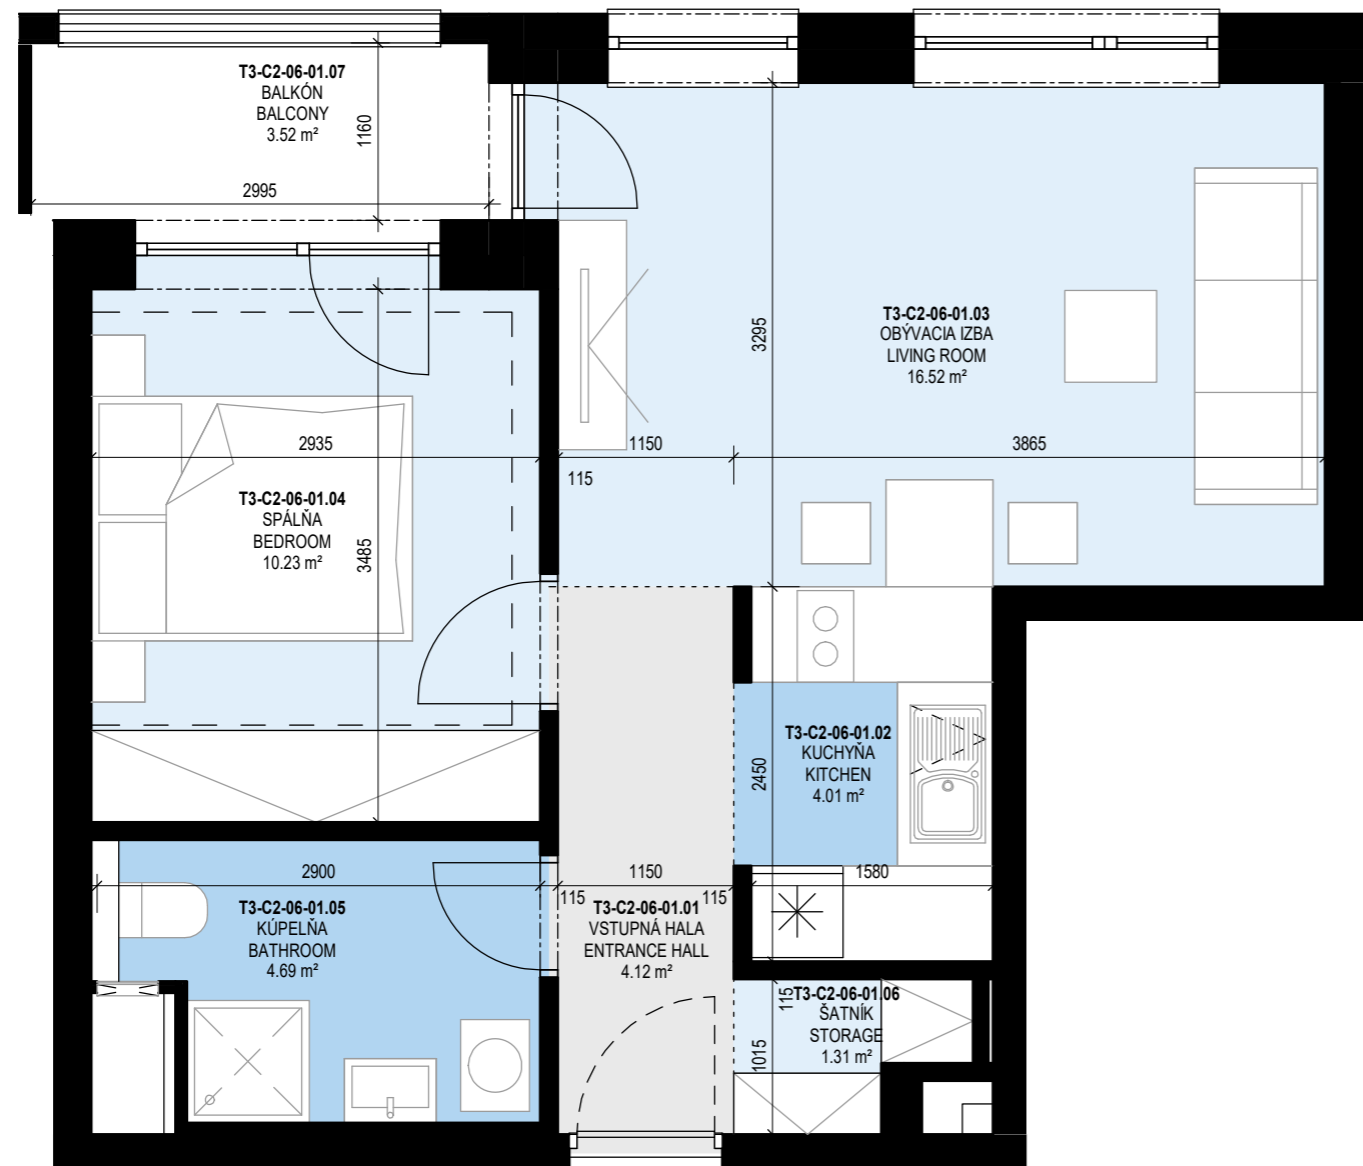 T3-C2-06-01.07
BALKÓN
BALCONY
3.52 m²
1160
2995
T3-C2-06-01.03
OBÝVACIA IZBA
LIVING ROOM
16.52 m²
3295
2935
1150
3865
115
T3-C2-06-01.04
SPÁLŇA
BEDROOM
10.23 m²
3485
T3-C2-06-01.02
KUCHYŇA
KITCHEN
4.01 m²
2450
2900
1150
1580
115
115
T3-C2-06-01.05
KÚPELŇA
BATHROOM
4.69 m²
T3-C2-06-01.01
VSTUPNÁ HALA
ENTRANCE HALL
4.12 m²
115
T3-C2-06-01.06
ŠATNÍK
STORAGE
1.31 m²
1015